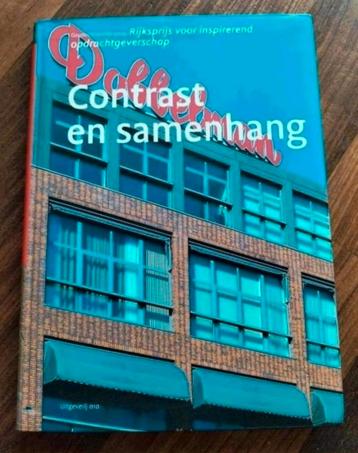 Rijksprijs voor inspirerend
opdrachtgeverschap
Dobbelman
Contrast
en samenhang
Uitgeverij 010